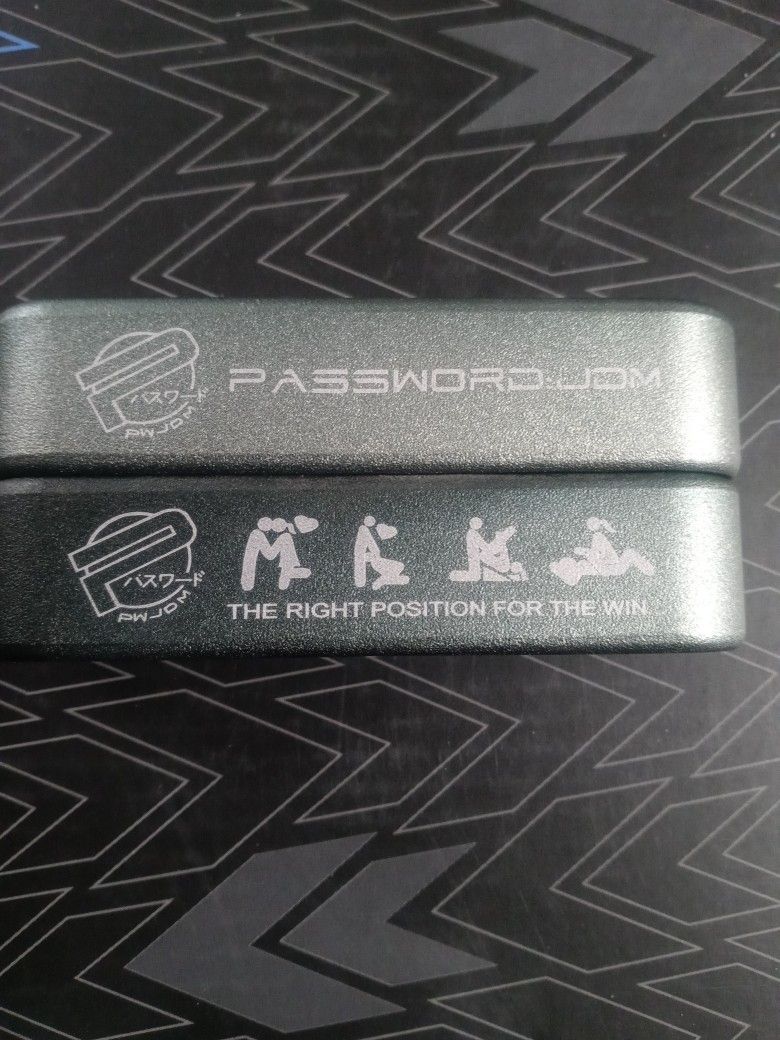 パスワード
PWJDM
PASSWORD:JDM
パスワード
PWJDM
THE RIGHT POSITION FOR THE WIN